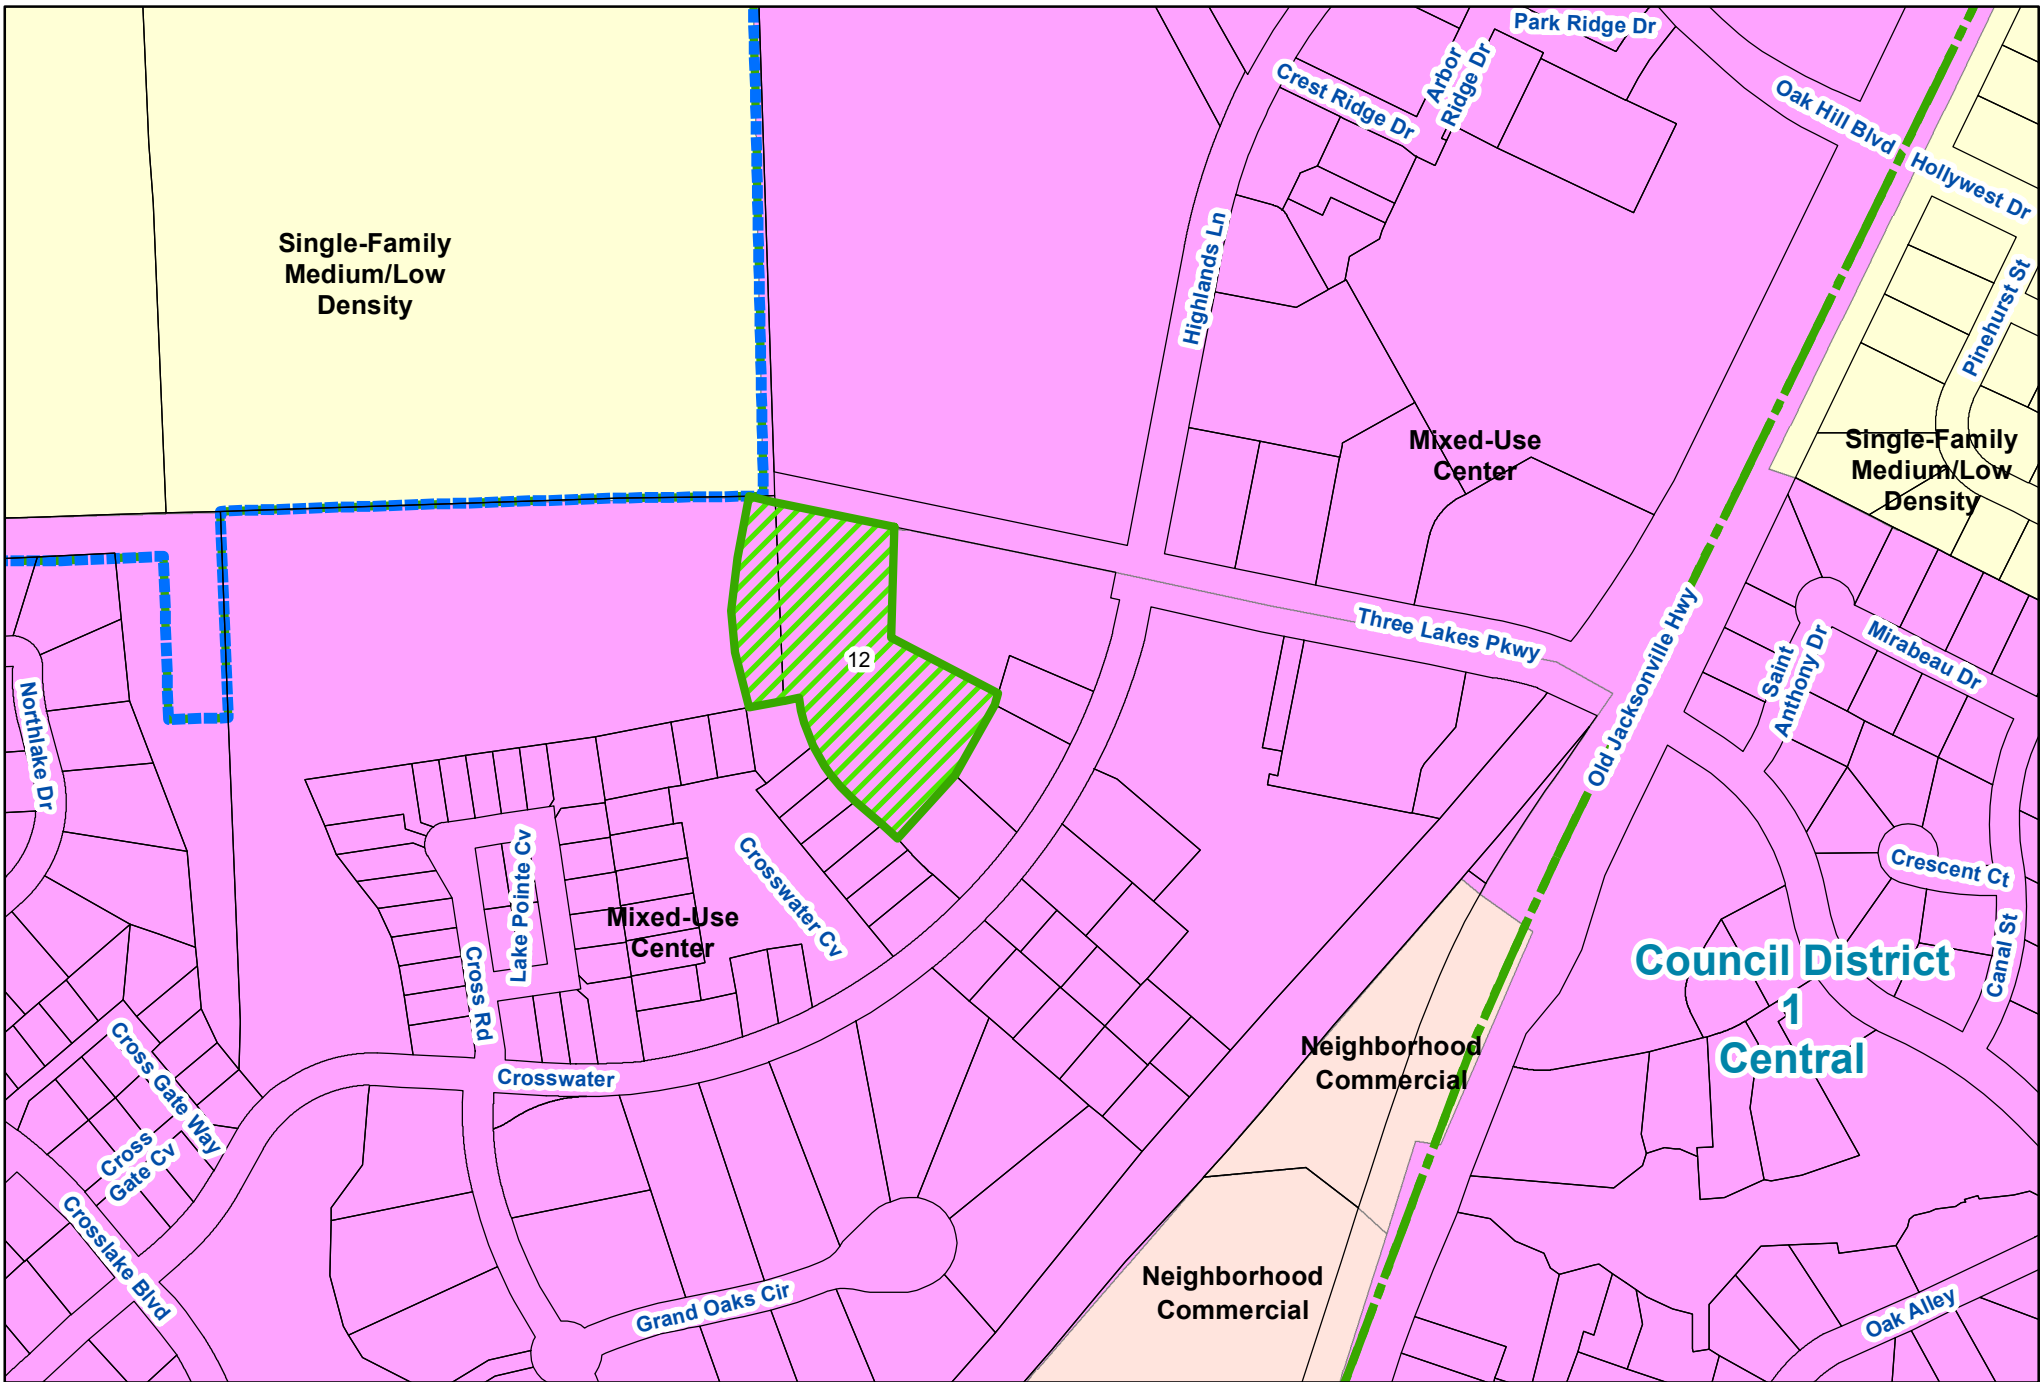 Park Ridge Dr
Arbor
Ridge Dr
Crest Ridge Dr
Oak Hill Blvd
Hollywest Dr
Single-Family
Medium/Low
Density
Highlands Ln
Pinehurst St
Mixed-Use
Center
Single-Family
Medium/Low
Density
Three Lakes Pkwy
Old Jacksonville Hwy
Saint
Anthony Dr
Mirabeau Dr
12
Northlake Dr
Lake Pointe Cv
Crosswater Cv
Crescent Ct
Mixed-Use
Center
Canal St
Cross Rd
Council District
1
Central
Neighborhood
Commercial
Crosswater
Cross Gate Way
Cross
Gate Cv
Crosslake Blvd
Grand Oaks Cir
Neighborhood
Commercial
Oak Alley